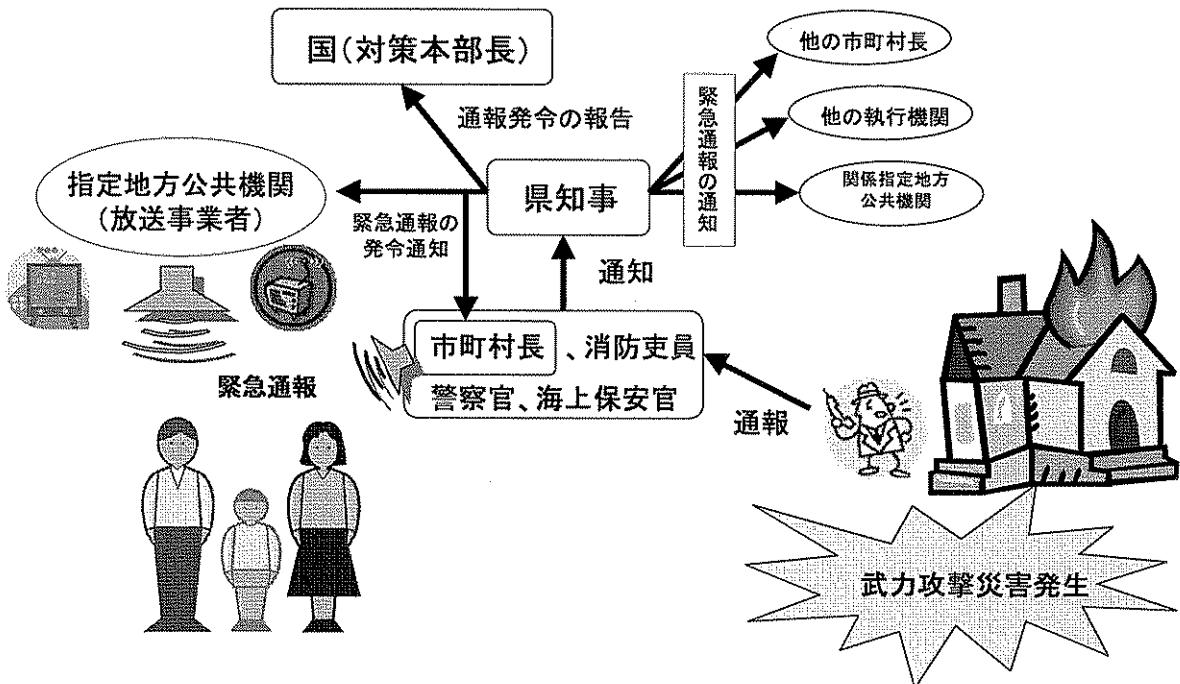 国(対策本部長)
他の市町村長
通報発令の報告
緊急通報の通知
他の執行機関
指定地方公共機関
(放送事業者)
県知事
関係指定地方
公共機関
緊急通報の
発令通知
通知
市町村長、消防吏員
警察官、海上保安官
緊急通報
通報
武力攻撃災害発生